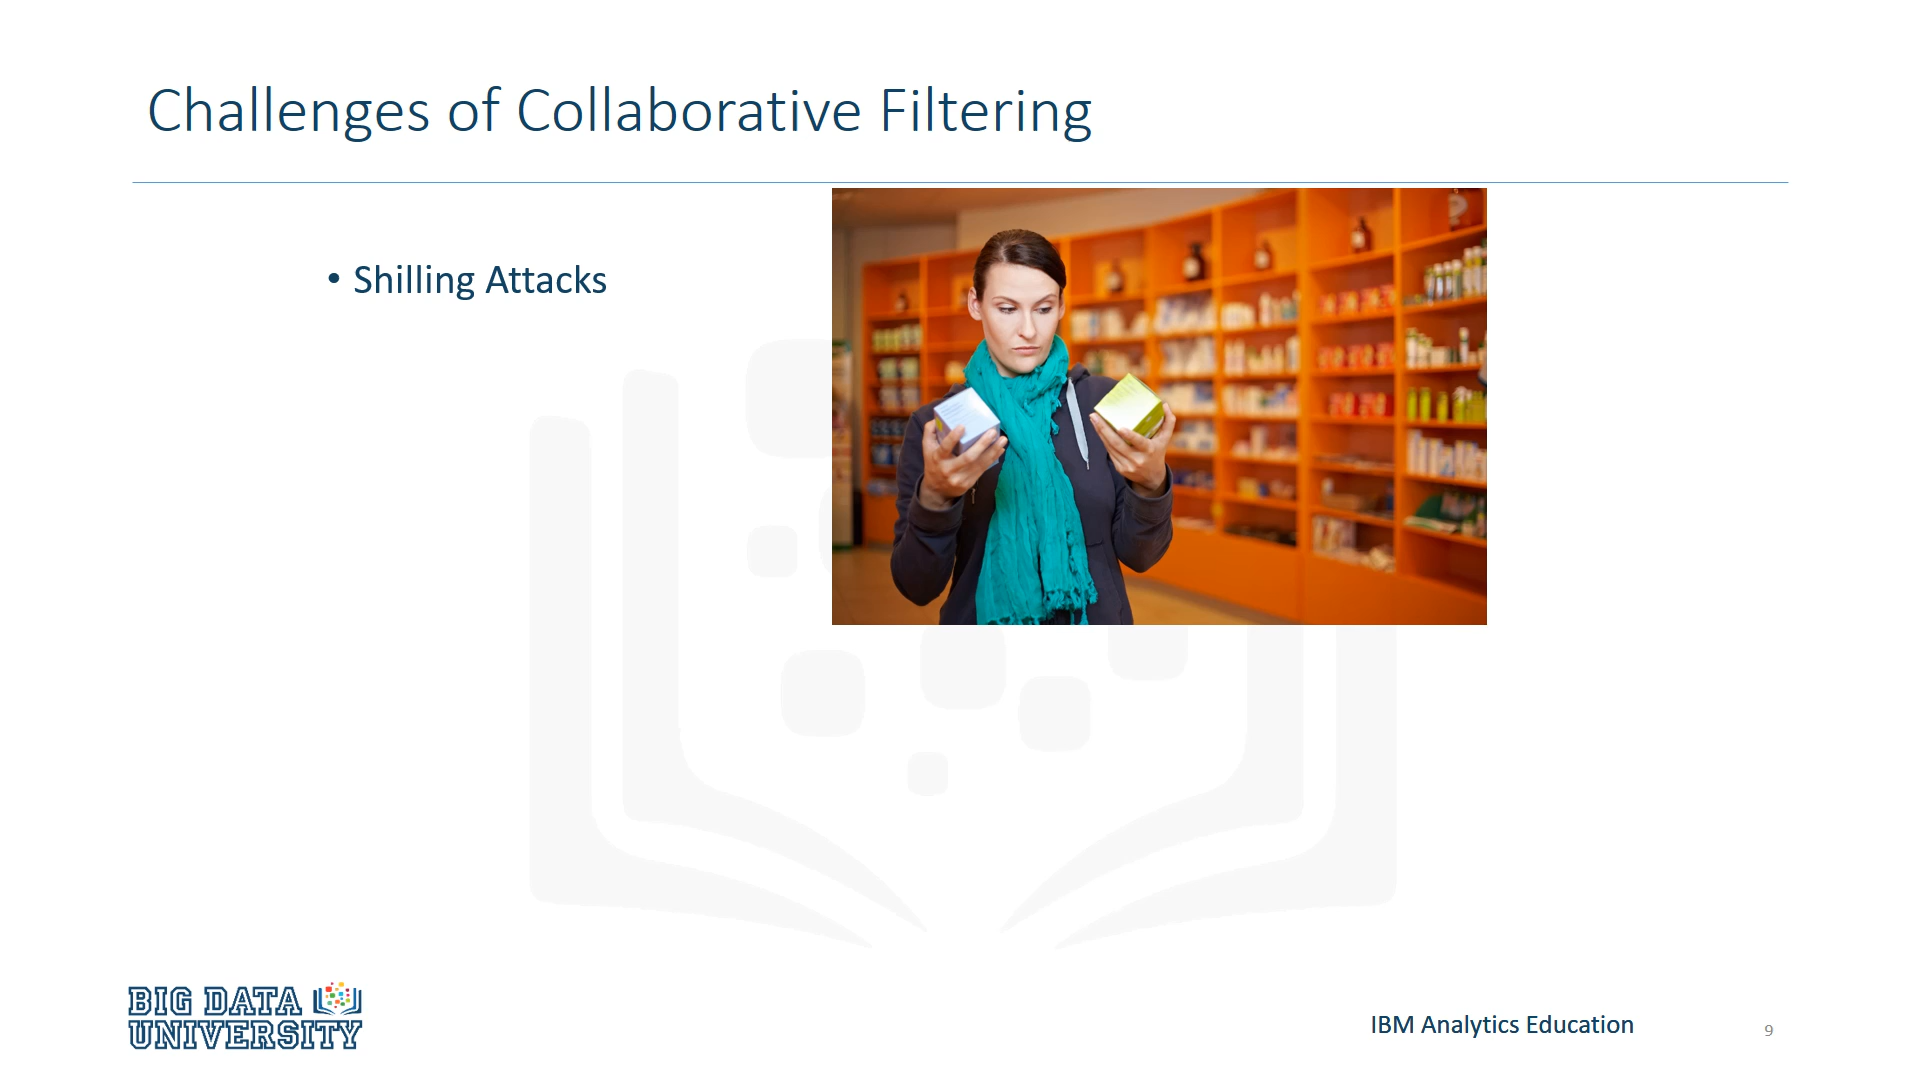 Challenges of Collaborative Filtering
• Shilling Attacks
BIG DATA
UNIVERSITY
IBM Analytics Education
9